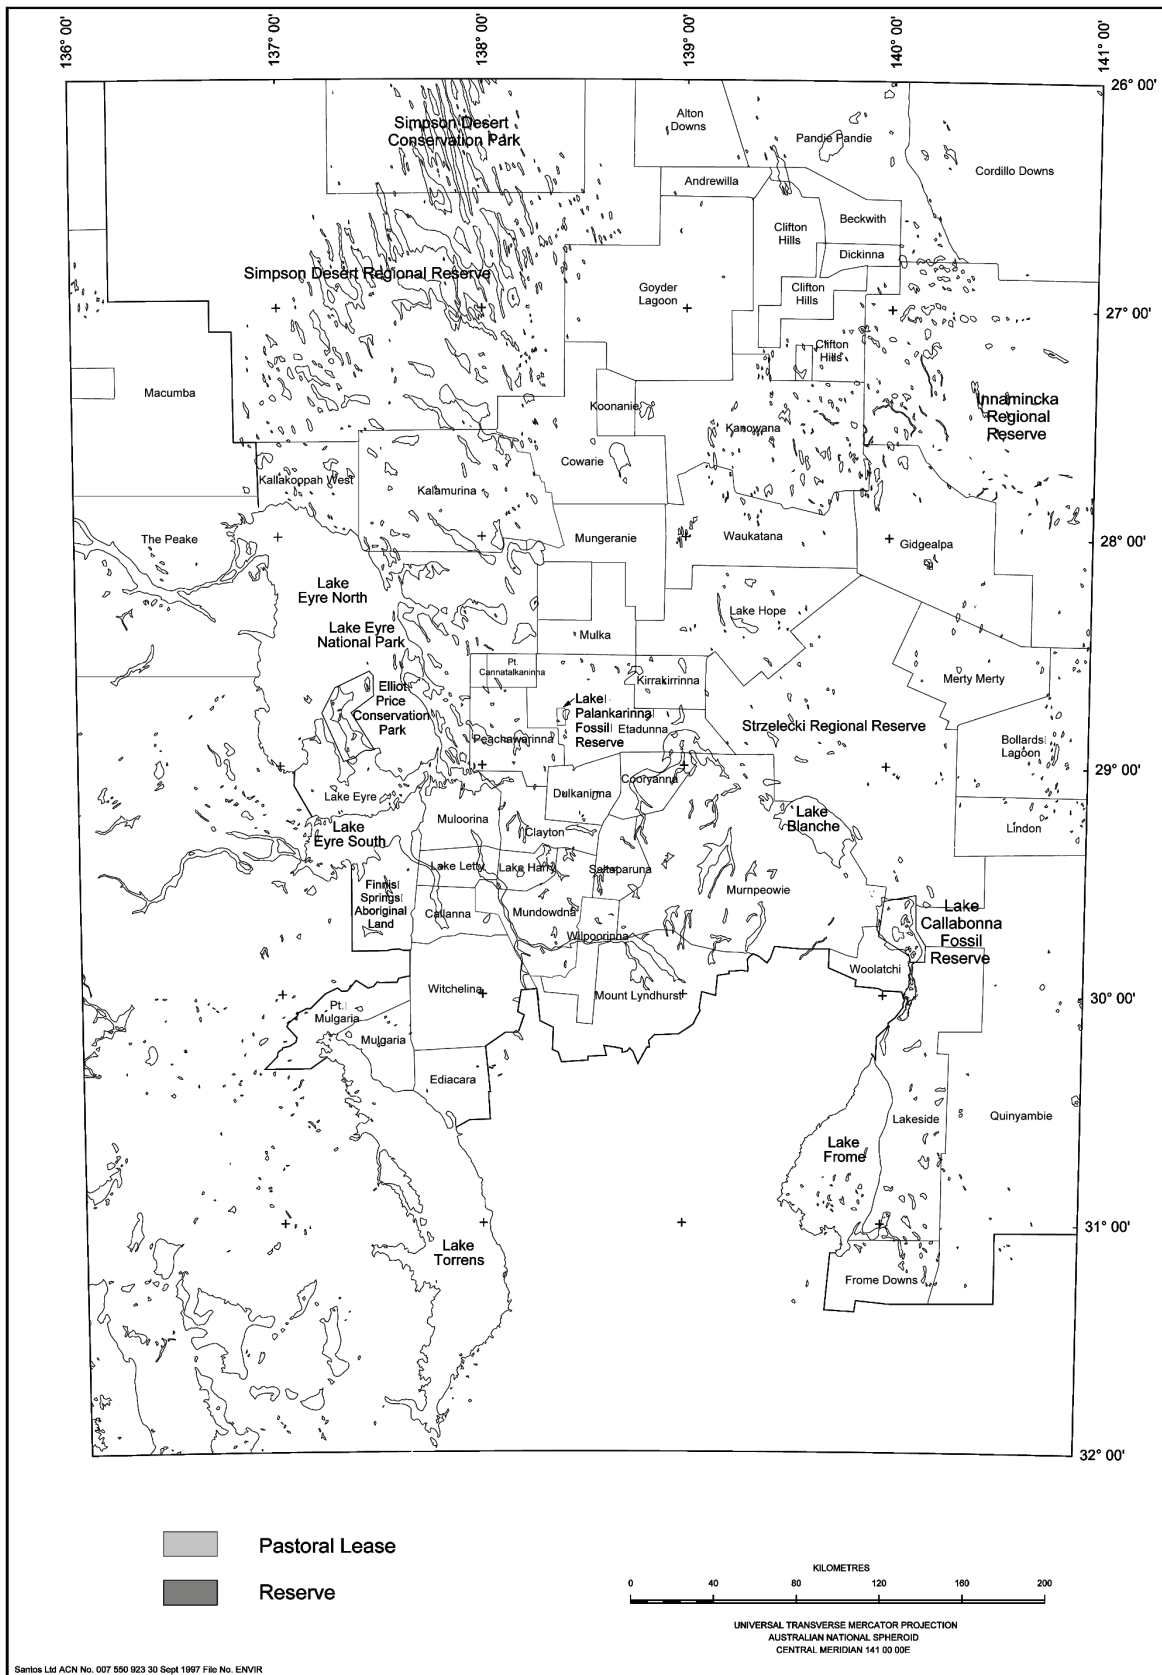 136° 00'
137° 00'
138° 00'
139° 00'
140° 00'
141° 00'
26° 00'
Simpson Desert
Conservation Park
Alton
Downs
Pandie Pandie
Cordillo Downs
Andrewilla
Clifton
Hills
Beckwith
Dickinna
Simpson Desert Regional Reserve
Goyder
Lagoon
Clifton
Hills
27° 00'
Clifton
Hills
Macumba
Koonanie
Innamincka
Regional
Reserve
Kanowana
Cowarie
Kallakoopah West
Kalamurina
The Peake
Mungeranie
Waukatana
Gidgealpa
28° 00'
Lake
Eyre North
Lake Hope
Lake Eyre
National Park
Mulka
Pt.
Cannatalkaninna
Kirrakirrinna
Merty Merty
Elliot
Price
Conservation
Park
Lake
Palankarinna
Fossil
Reserve
Etadunna
Strzelecki Regional Reserve
Peachawarinna
Bollards
Lagoon
29° 00'
Cooryanna
Lake Eyre
Dulkaninna
Lake
Blanche
Lake
Eyre South
Muloorina
Clayton
Lindon
Lake Letty
Lake Harry
Saltaparuna
Murnpeowie
Finnis
Springs
Aboriginal
Land
Callanna
Mundowdna
Wilpoorinna
Lake
Callabonna
Fossil
Reserve
Woolatchi
Witchelina
Mount Lyndhurst
30° 00'
Pt.
Mulgaria
Mulgaria
Ediacara
Lakeside
Quinyambie
Lake
Frome
31° 00'
Lake
Torrens
Frome Downs
32° 00'
Pastoral Lease
Reserve
KILOMETRES
0 40 80 120 160 200
UNIVERSAL TRANSVERSE MERCATOR PROJECTION
AUSTRALIAN NATIONAL SPHEROID
CENTRAL MERIDIAN 141 00 00E
Santos Ltd ACN No. 007 550 923 30 Sept 1997 File No. ENVIR